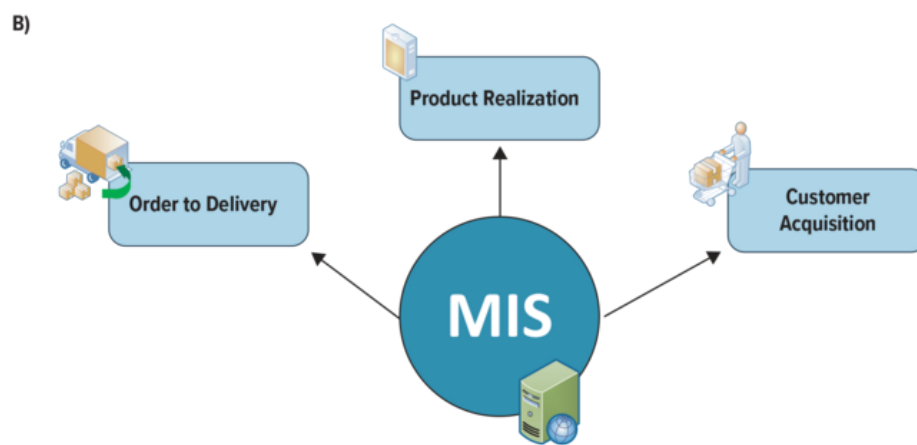 B)
Product Realization
Order to Delivery
Customer
Acquisition
MIS